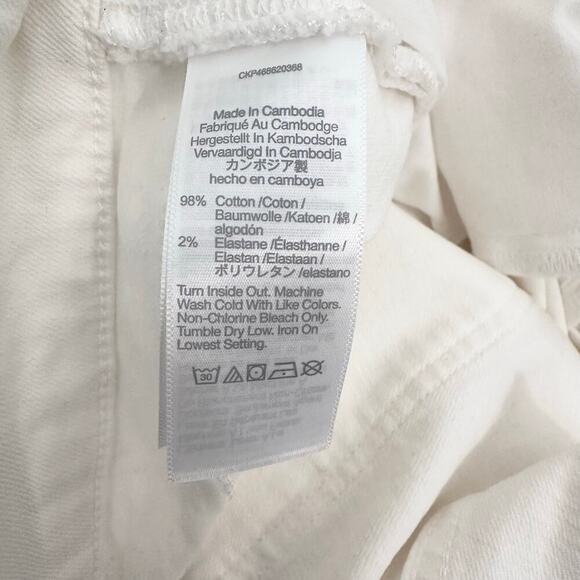 CKP468620368
Made In Cambodia
Fabriqué Au Cambodge
Hergestellt In Kambodscha
Vervaardigd In Cambodja
カンボジア製
hecho en camboya
98% Cotton /Coton /
Baumwolle /Katoen /綿 /
algodón
2% Elastane /Élasthanne /
Elastan /Elastaan /
ポリウレタン /elastano
Turn Inside Out. Machine
Wash Cold With Like Colors.
Non-Chlorine Bleach Only.
Tumble Dry Low. Iron On
Lowest Setting.
30